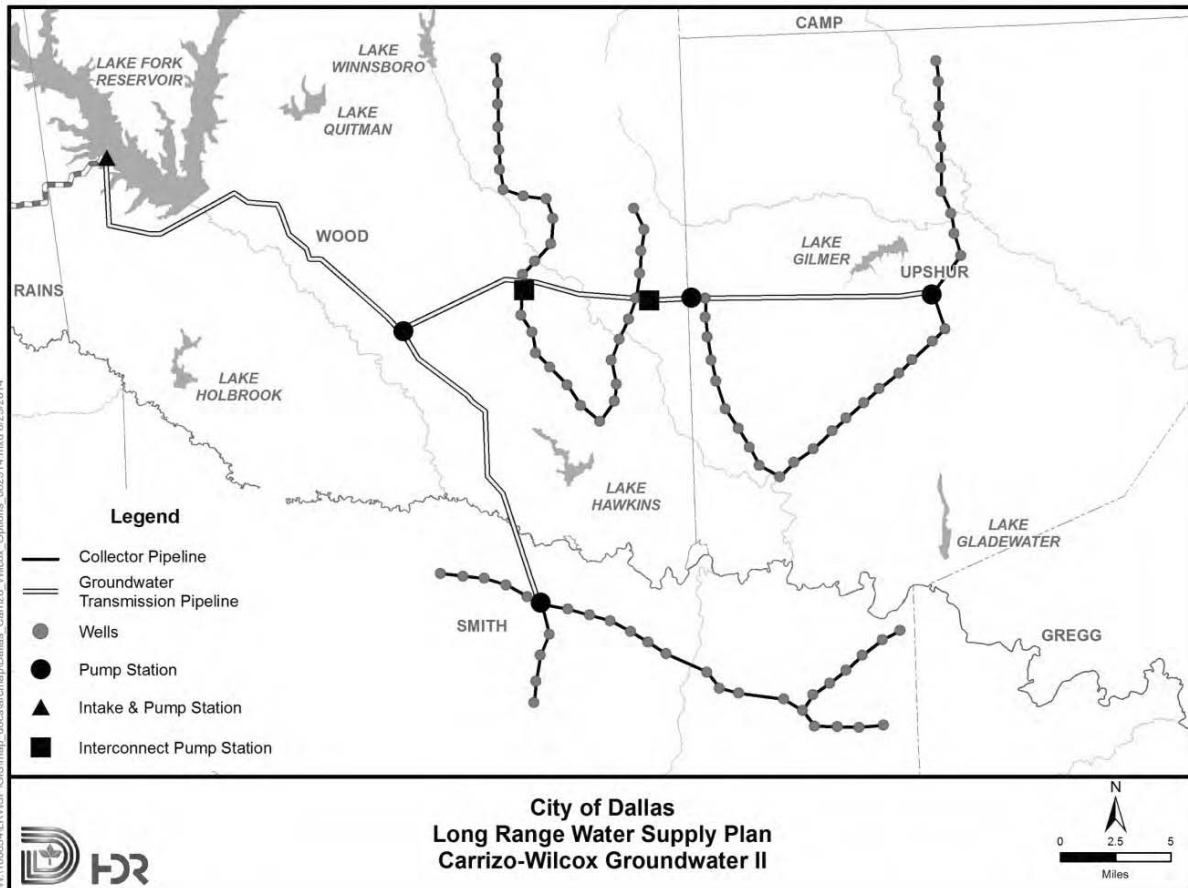 CAMP
LAKE FORK
RESERVOIR
LAKE
WINNSBORO
LAKE
QUITMAN
WOOD
LAKE
GILMER
UPSHUR
RAINS
LAKE
HOLBROOK
LAKE
HAWKINS
LAKE
GLADEWATER
SMITH
GREGG
Legend
Collector Pipeline
Groundwater
Transmission Pipeline
Wells
Pump Station
Intake & Pump Station
Interconnect Pump Station
City of Dallas
Long Range Water Supply Plan
Carrizo-Wilcox Groundwater II
HDR
N
0 2.5 5
Miles